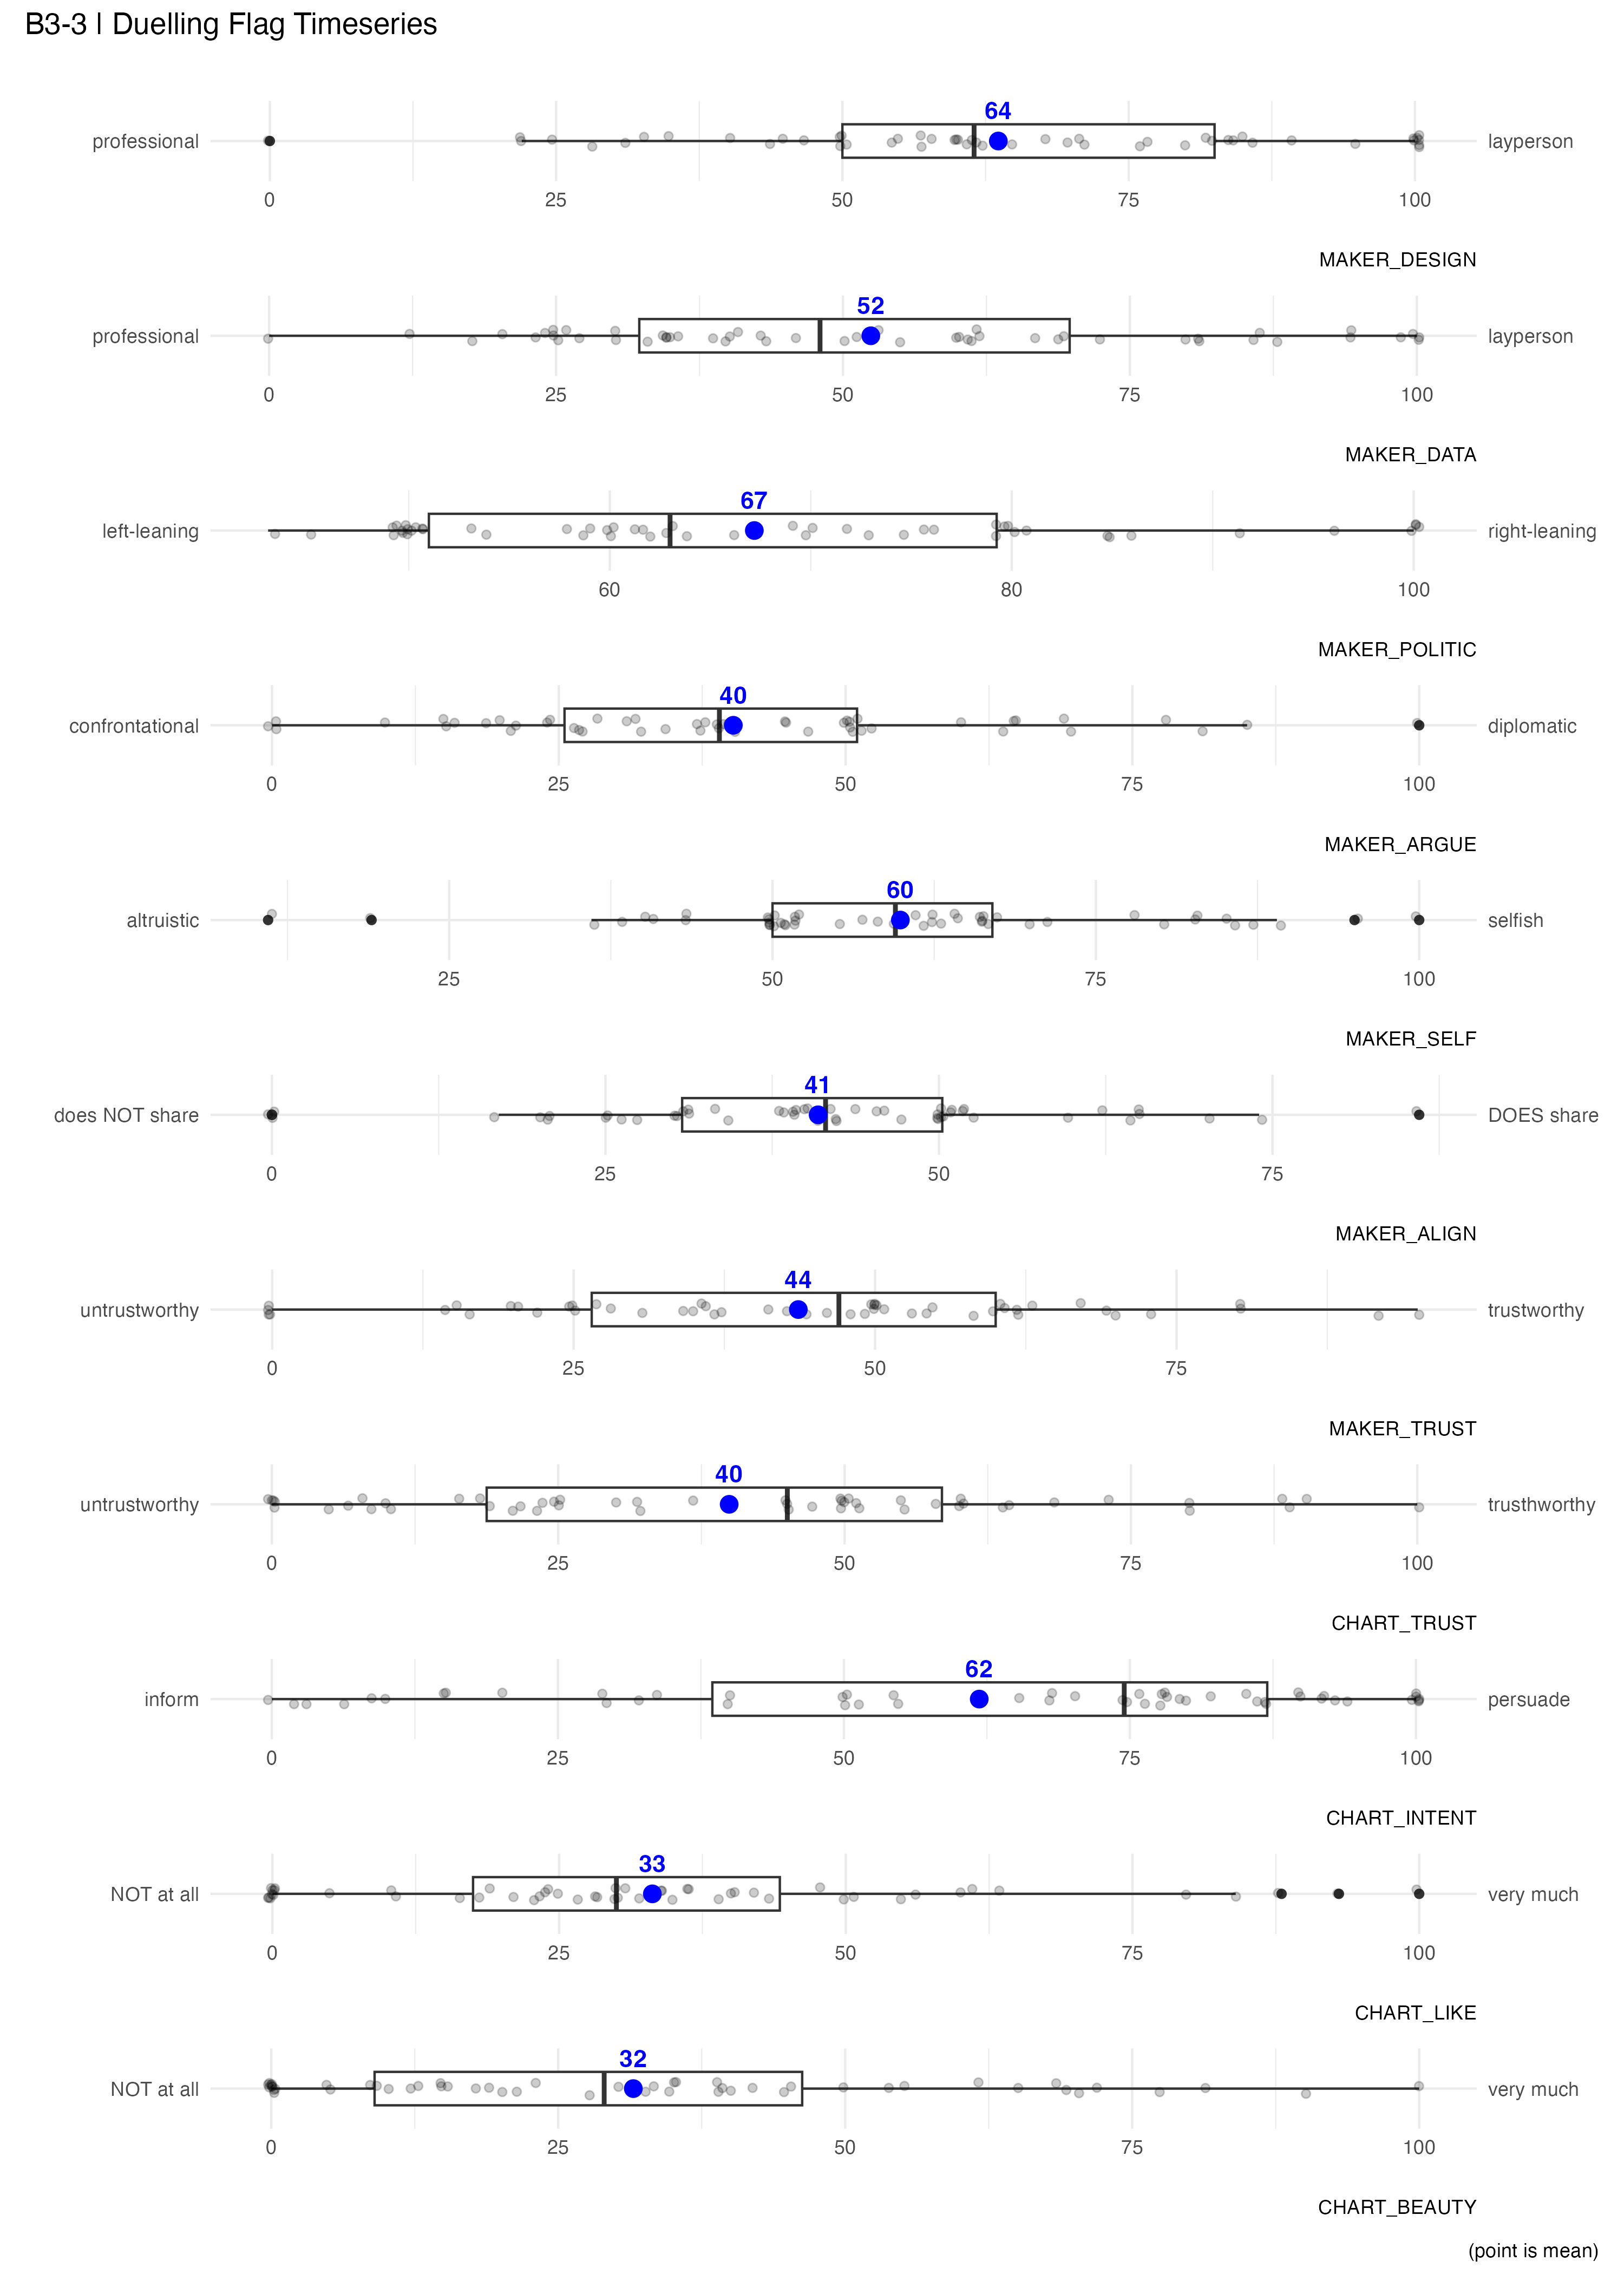 B3-3 | Duelling Flag Timeseries
64
professional layperson
0 25 50 75 100
MAKER_DESIGN
52
professional layperson
0 25 50 75 100
MAKER_DATA
67
left-leaning right-leaning
60 80 100
MAKER_POLITIC
40
confrontational diplomatic
0 25 50 75 100
MAKER_ARGUE
60
altruistic selfish
25 50 75 100
MAKER_SELF
41
does NOT share DOES share
0 25 50 75
MAKER_ALIGN
44
untrustworthy trustworthy
0 25 50 75
MAKER_TRUST
40
untrustworthy trusthworthy
0 25 50 75 100
CHART_TRUST
62
inform persuade
0 25 50 75 100
CHART_INTENT
33
NOT at all very much
0 25 50 75 100
CHART_LIKE
32
NOT at all very much
0 25 50 75 100
CHART_BEAUTY
(point is mean)